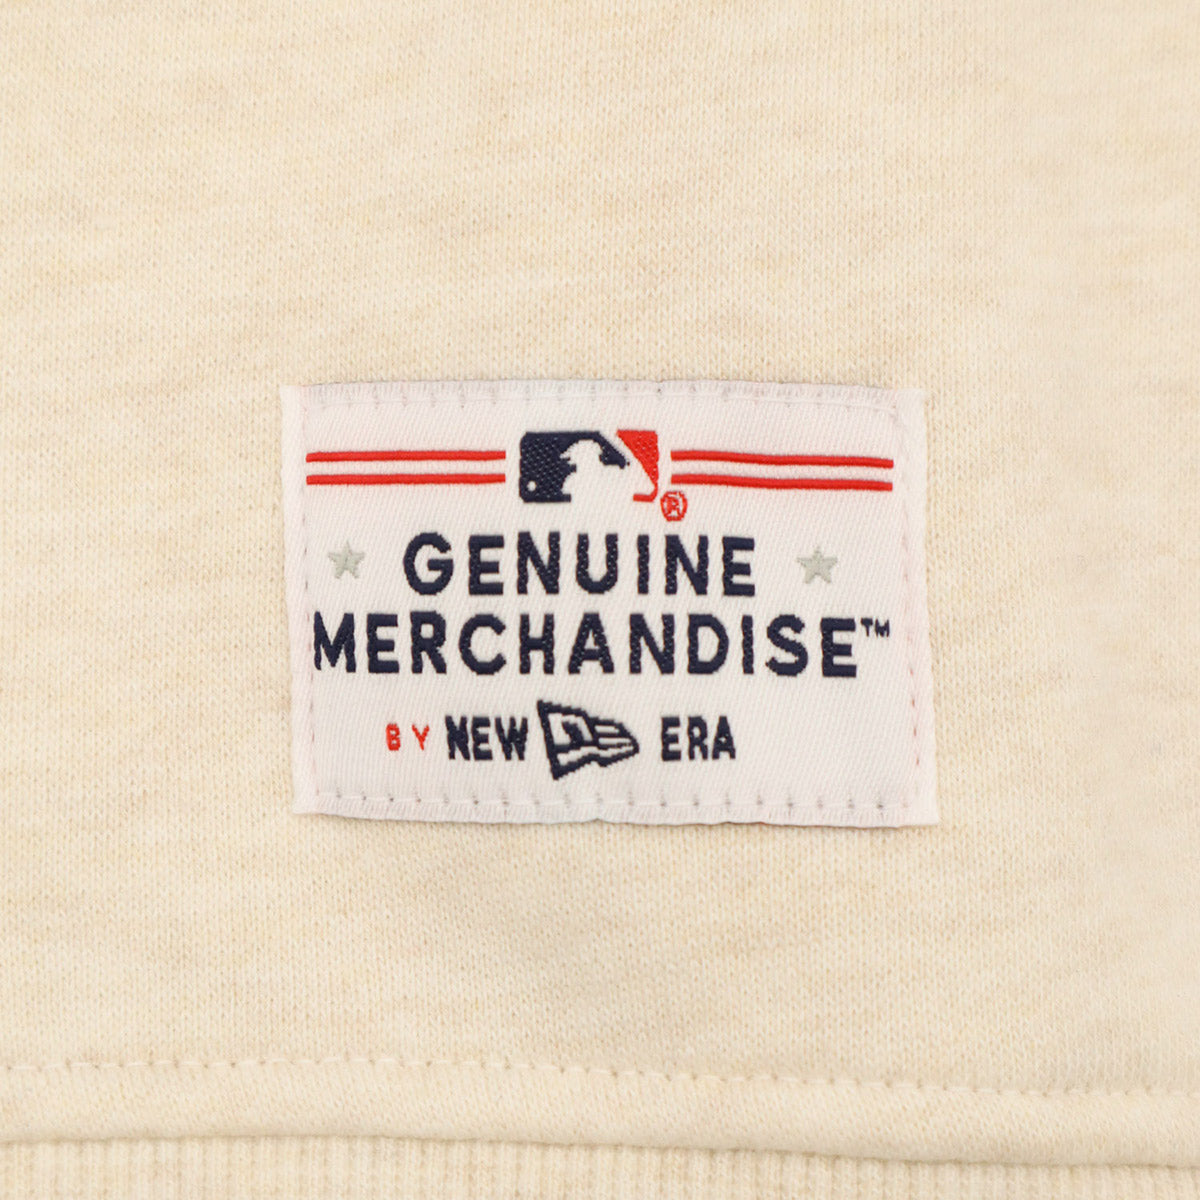 ®
GENUINE
MERCHANDISE™
BY NEW ERA